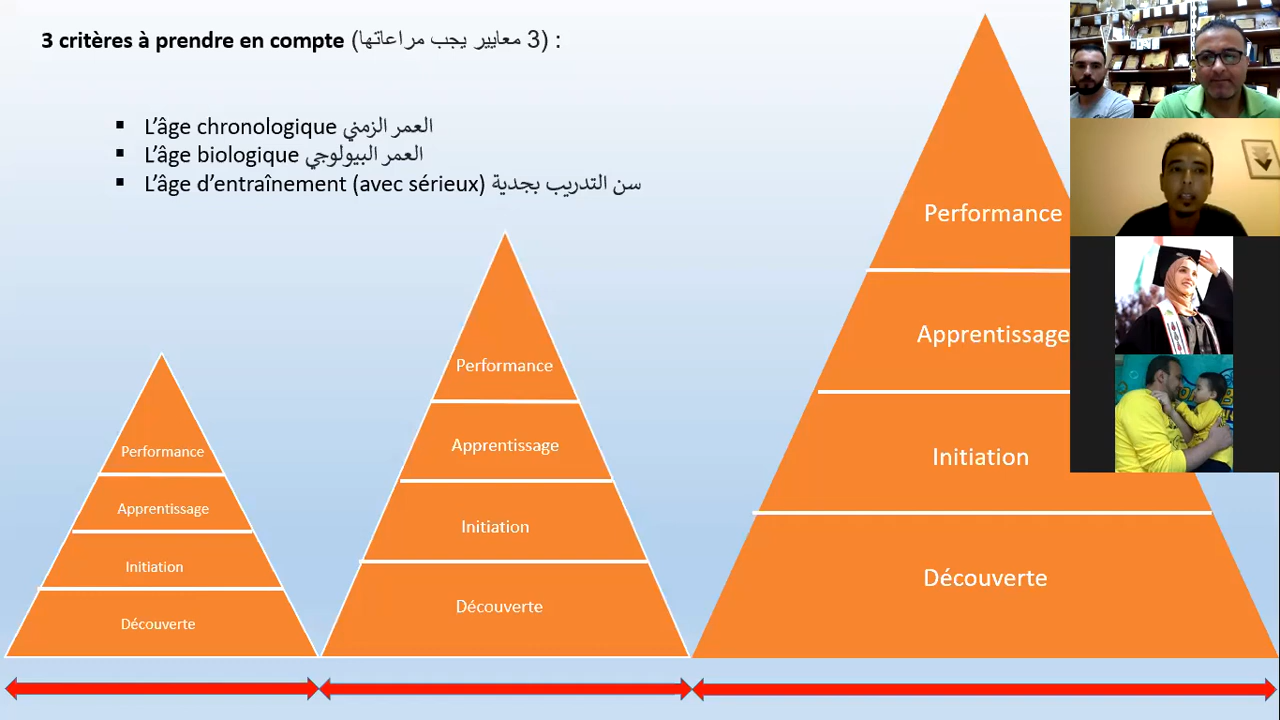 3 critères à prendre en compte (3 معايير يجب مراعاتها) :
L'âge chronologique العمر الزمني
L'âge biologique العمر البيولوجي
L'âge d'entraînement (avec sérieux) سن التدريب بجدية
Performance
Apprentissage
Initiation
Découverte
Performance
Apprentissage
Initiation
Découverte
Performance
Apprentissage
Initiation
Découverte